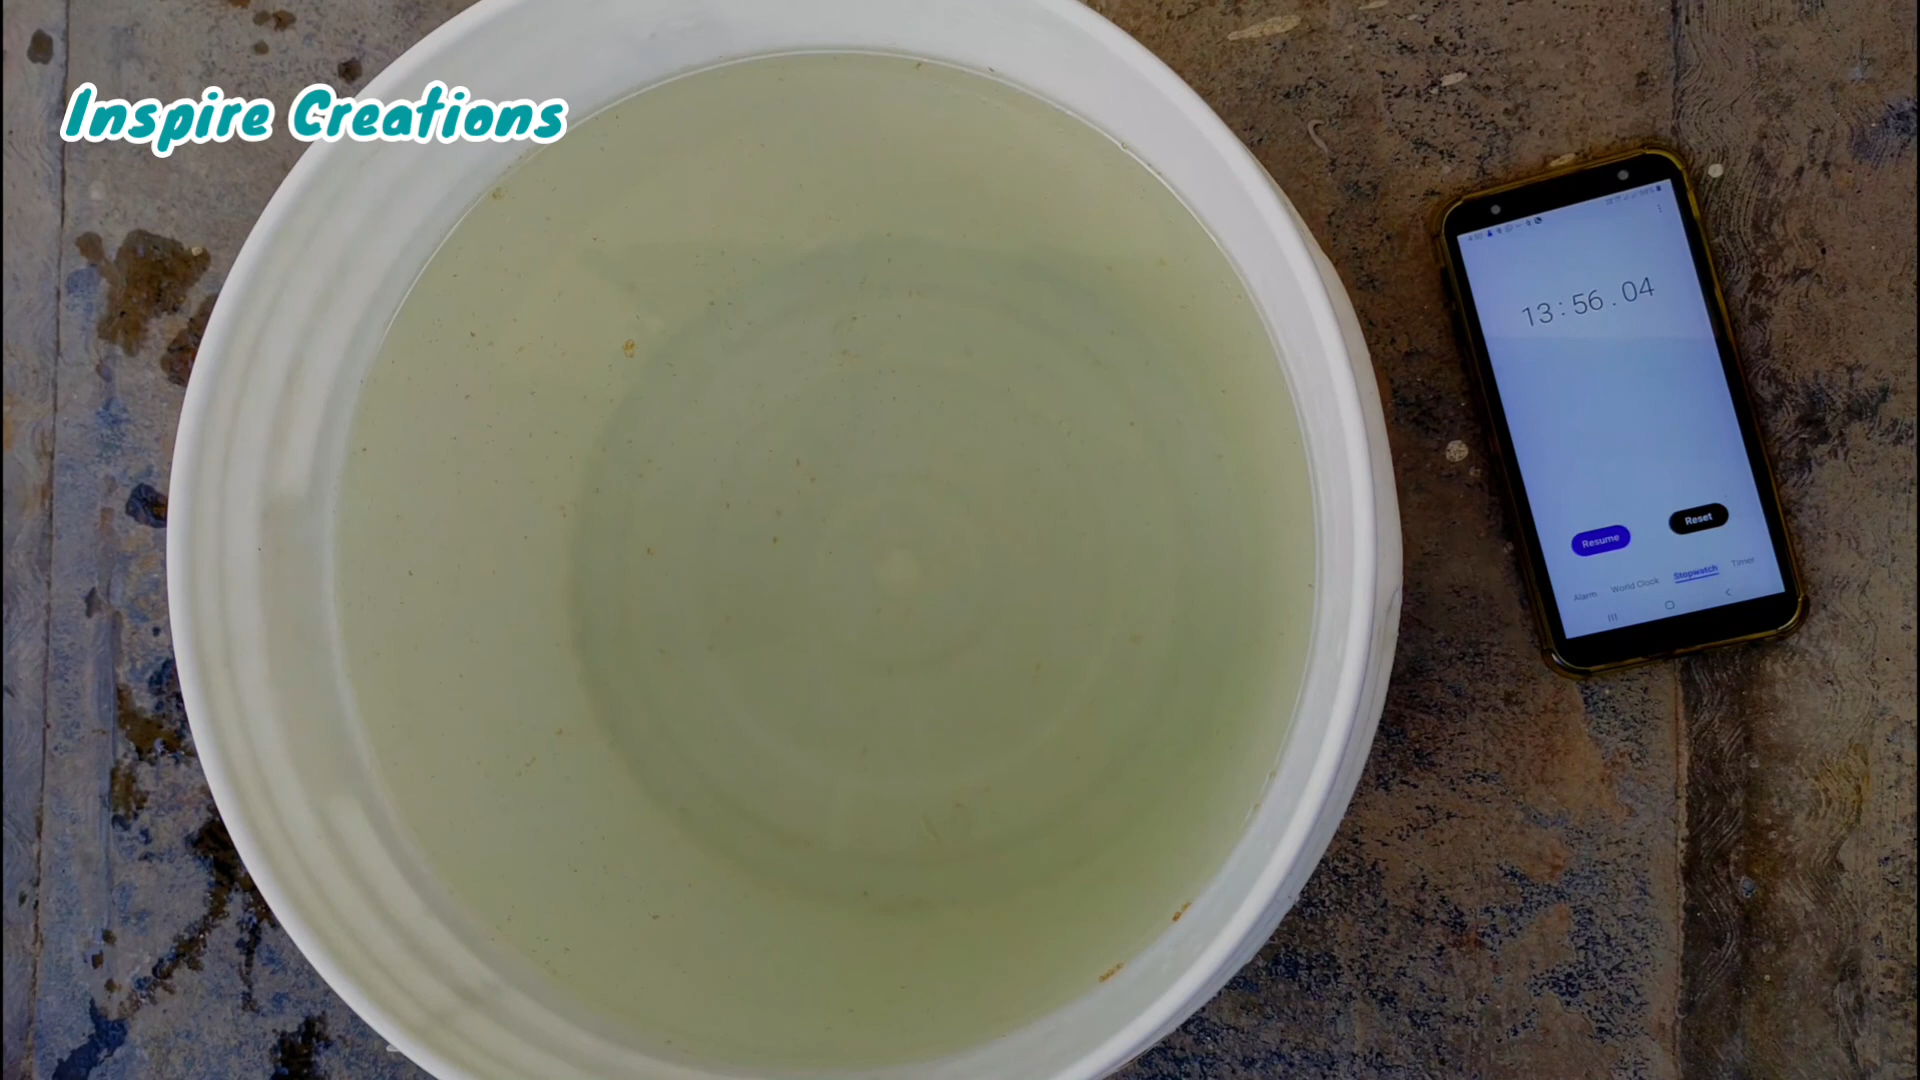 Inspire Creations
13:56.04
Resume
Reset
Alarm World Clock Stopwatch Timer